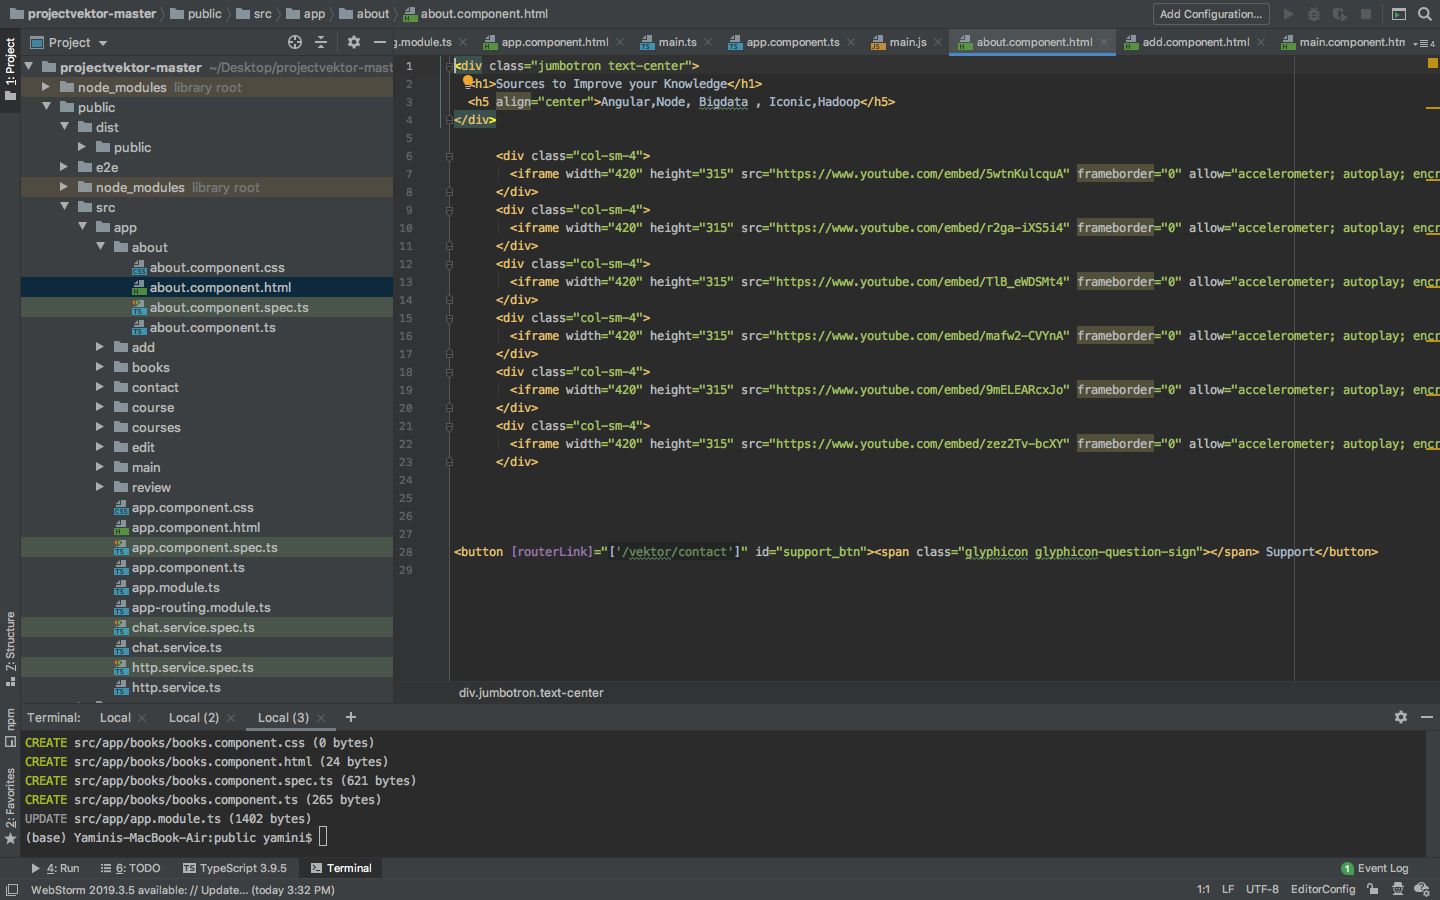 projectvektor-master public src app about about.component.html Add Configuration...
1: Project
Project
g.module.ts app.component.html main.ts app.component.ts main.js about.component.html add.component.html main.component.htn 4
projectvektor-master ~/Desktop/projectvektor-mast
node_modules library root
public
dist
public
e2e
node_modules library root
src
app
about
about.component.css
about.component.html
about.component.spec.ts
about.component.ts
add
books
contact
course
courses
edit
main
review
app.component.css
app.component.html
app.component.spec.ts
app.component.ts
app.module.ts
app-routing.module.ts
chat.service.spec.ts
chat.service.ts
http.service.spec.ts
http.service.ts
1 <div class="jumbotron text-center">
2 <h1>Sources to Improve your Knowledge</h1>
3 <h5 align="center">Angular,Node, Bigdata , Iconic,Hadoop</h5>
4 </div>
5
6 <div class="col-sm-4">
7 <iframe width="420" height="315" src="https://www.youtube.com/embed/5wtnKulcquA" frameborder="0" allow="accelerometer; autoplay; encr
8 </div>
9 <div class="col-sm-4">
10 <iframe width="420" height="315" src="https://www.youtube.com/embed/r2ga-iXS5i4" frameborder="0" allow="accelerometer; autoplay; encr
11 </div>
12 <div class="col-sm-4">
13 <iframe width="420" height="315" src="https://www.youtube.com/embed/TlB_eWDSMt4" frameborder="0" allow="accelerometer; autoplay; encr
14 </div>
15 <div class="col-sm-4">
16 <iframe width="420" height="315" src="https://www.youtube.com/embed/mafw2-CVYnA" frameborder="0" allow="accelerometer; autoplay; encr
17 </div>
18 <div class="col-sm-4">
19 <iframe width="420" height="315" src="https://www.youtube.com/embed/9mELEARcxJo" frameborder="0" allow="accelerometer; autoplay; encr
20 </div>
21 <div class="col-sm-4">
22 <iframe width="420" height="315" src="https://www.youtube.com/embed/zez2Tv-bcXY" frameborder="0" allow="accelerometer; autoplay; encr
23 </div>
24
25
26
27
28 <button [routerLink]="['/vektor/contact']" id="support_btn"><span class="glyphicon glyphicon-question-sign"></span> Support</button>
29
div.jumbotron.text-center
7: Structure
npm
2: Favorites
Terminal: Local Local (2) Local (3)
CREATE src/app/books/books.component.css (0 bytes)
CREATE src/app/books/books.component.html (24 bytes)
CREATE src/app/books/books.component.spec.ts (621 bytes)
CREATE src/app/books/books.component.ts (265 bytes)
UPDATE src/app/app.module.ts (1402 bytes)
(base) Yaminis-MacBook-Air:public yamini$
4: Run 6: TODO TypeScript 3.9.5 Terminal 1 Event Log
WebStorm 2019.3.5 available: // Update... (today 3:32 PM) 1:1 LF UTF-8 EditorConfig